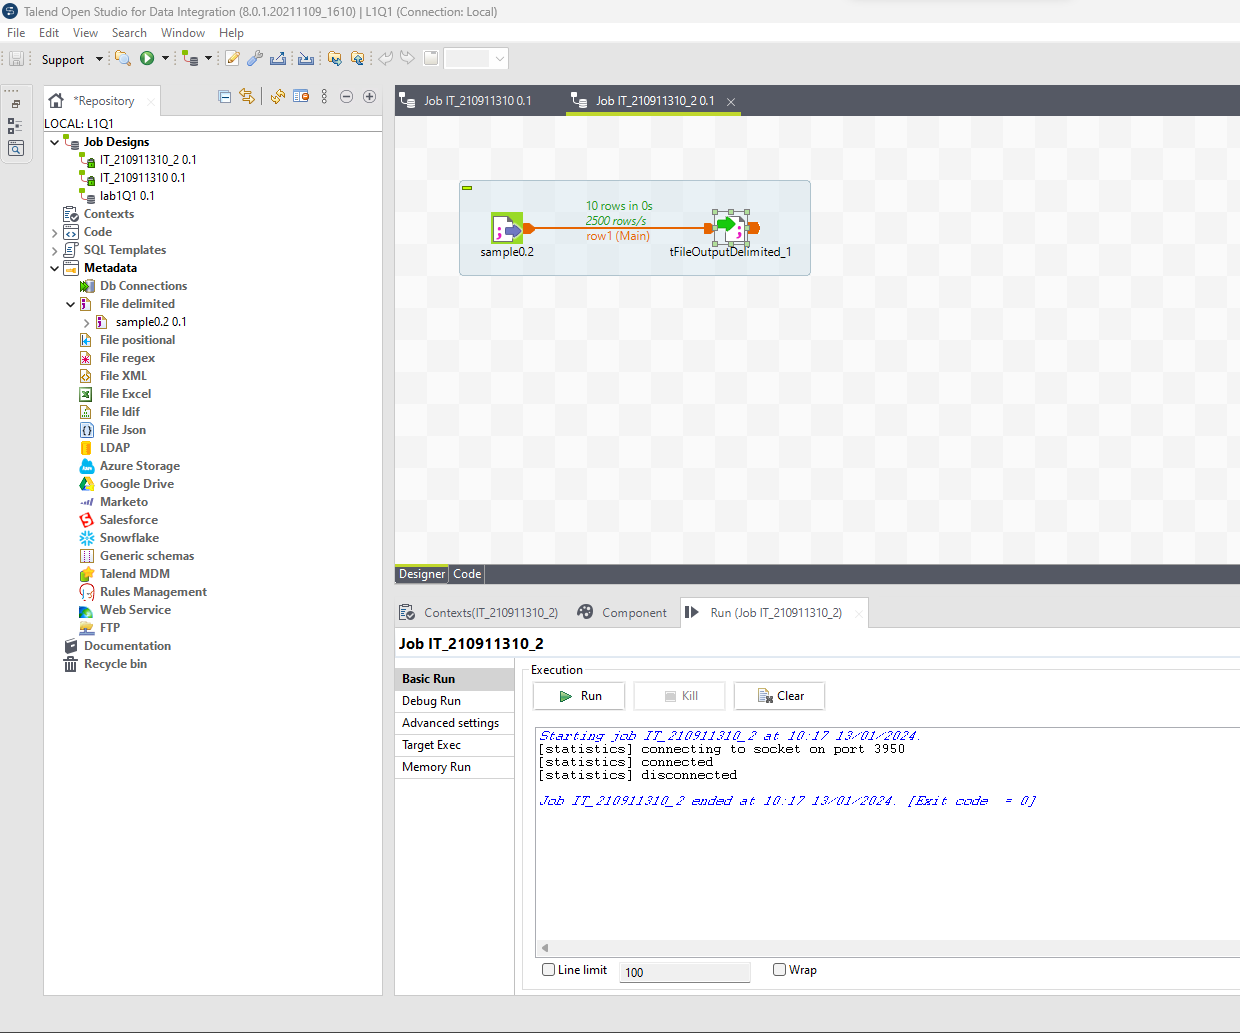 Talend Open Studio for Data Integration (8.0.1.20211109_1610) | L1Q1 (Connection: Local)
File Edit View Search Window Help
Support
*Repository
LOCAL: L1Q1
Job Designs
IT_210911310_2 0.1
IT_210911310 0.1
lab1Q1 0.1
Contexts
Code
SQL Templates
Metadata
Db Connections
File delimited
sample0.2 0.1
File positional
File regex
File XML
File Excel
File ldif
File Json
LDAP
Azure Storage
Google Drive
Marketo
Salesforce
Snowflake
Generic schemas
Talend MDM
Rules Management
Web Service
FTP
Documentation
Recycle bin
Job IT_210911310 0.1
Job IT_210911310_2 0.1
10 rows in 0s
2500 rows/s
row1 (Main)
sample0.2
tFileOutputDelimited_1
Designer Code
Contexts(IT_210911310_2) Component Run (Job IT_210911310_2)
Job IT_210911310_2
Basic Run
Debug Run
Advanced settings
Target Exec
Memory Run
Execution
Run Kill Clear
Starting job IT_210911310_2 at 10:17 13/01/2024.
[statistics] connecting to socket on port 3950
[statistics] connected
[statistics] disconnected
Job IT_210911310_2 ended at 10:17 13/01/2024. [Exit code  = 0]
Line limit 100 Wrap